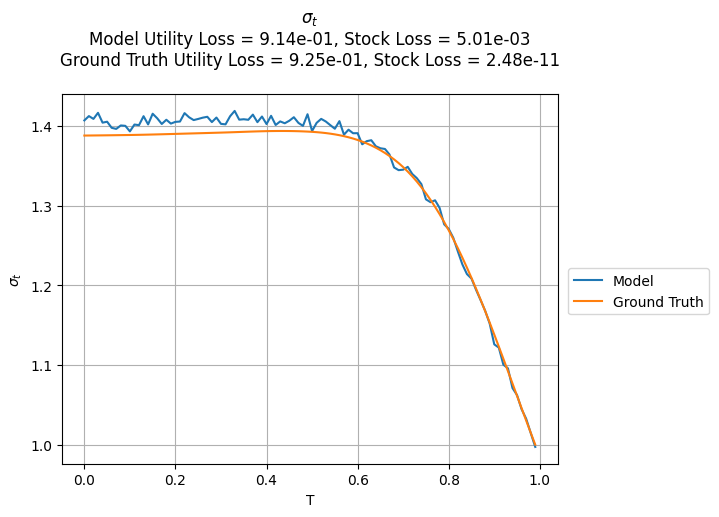 σt
Model Utility Loss = 9.14e-01, Stock Loss = 5.01e-03
Ground Truth Utility Loss = 9.25e-01, Stock Loss = 2.48e-11
1.4
1.3
1.2
1.1
1.0
σt
0.0 0.2 0.4 0.6 0.8 1.0
T
Model
Ground Truth